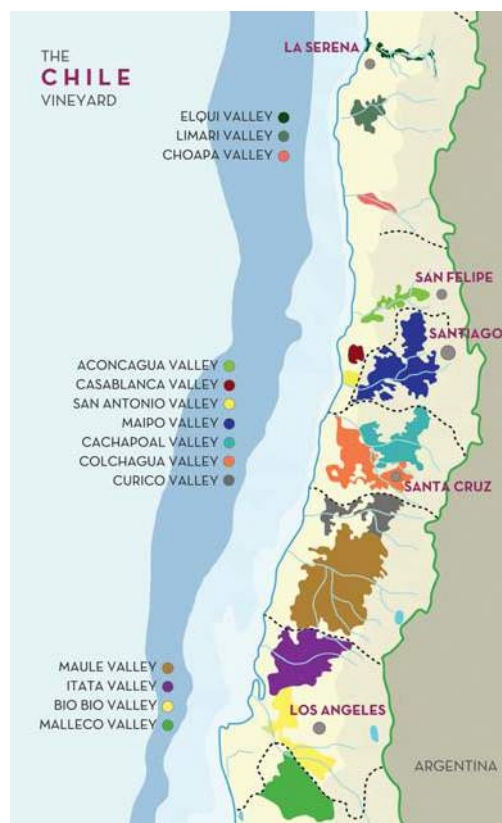 THE
CHILE
VINEYARD
LA SERENA
ELQUI VALLEY
LIMARI VALLEY
CHOAPA VALLEY
SAN FELIPE
SANTIAGO
ACONCAGUA VALLEY
CASABLANCA VALLEY
SAN ANTONIO VALLEY
MAIPO VALLEY
CACHAPOAL VALLEY
COLCHAGUA VALLEY
CURICO VALLEY
SANTA CRUZ
MAULE VALLEY
ITATA VALLEY
BIO BIO VALLEY
MALLECO VALLEY
LOS ANGELES
ARGENTINA